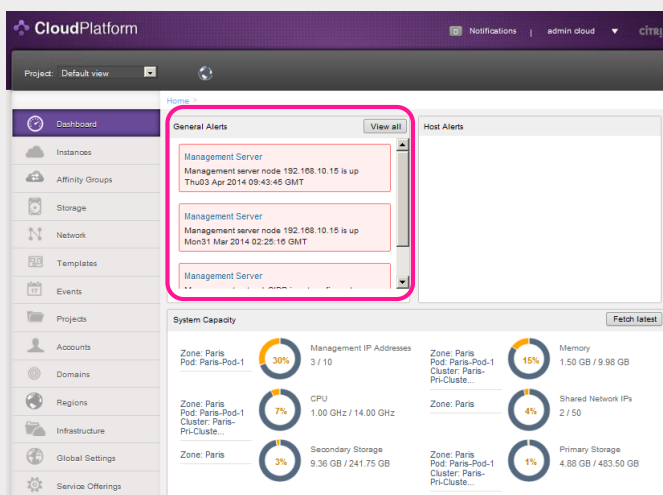 CloudPlatform
0 Notifications | admin cloud CİTR
Project: Default view
Home
Dashboard
Instances
Affinity Groups
Storage
Network
Templates
Events
Projects
Accounts
Domains
Regions
Infrastructure
Global Settings
Service Offerings
General Alerts View all
Management Server
Management server node 192.168.10.15 is up
Thu03 Apr 2014 09:43:45 GMT
Management Server
Management server node 192.168.10.15 is up
Mon31 Mar 2014 02:25:16 GMT
Management Server
Host Alerts
System Capacity Fetch latest
Zone: Paris
Pod: Paris-Pod-1
30%
Management IP Addresses
3 / 10
Zone: Paris
Pod: Paris-Pod-1
Cluster: Paris-
Pri-Cluste...
15%
Memory
1.50 GB / 9.98 GB
Zone: Paris
Pod: Paris-Pod-1
Cluster: Paris-
Pri-Cluste...
7%
CPU
1.00 GHz / 14.00 GHz
Zone: Paris
4%
Shared Network IPs
2 / 50
Zone: Paris
3%
Secondary Storage
9.36 GB / 241.75 GB
Zone: Paris
Pod: Paris-Pod-1
Cluster: Paris-
Pri-Cluste...
1%
Primary Storage
4.88 GB / 483.50 GB